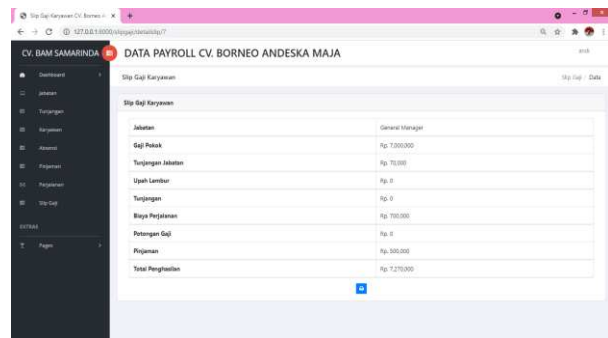 Slip Gaji Karyawan CV. Borneo A
127.0.0.1:8000/slipgaji/detailslip/7
CV. BAM SAMARINDA
DATA PAYROLL CV. BORNEO ANDESKA MAJA
Dashboard
Slip Gaji Karyawan
Slip Gaji / Data
Jabatan
Tunjangan
Karyawan
Absensi
Pinjaman
Perjalanan
Slip Gaji
EXTRAS
Pages
Slip Gaji Karyawan
Jabatan General Manager
Gaji Pokok Rp. 7,000,000
Tunjangan Jabatan Rp. 70,000
Upah Lembur Rp. 0
Tunjangan Rp. 0
Biaya Perjalanan Rp. 700,000
Potongan Gaji Rp. 0
Pinjaman Rp. 500,000
Total Penghasilan Rp. 7,270,000